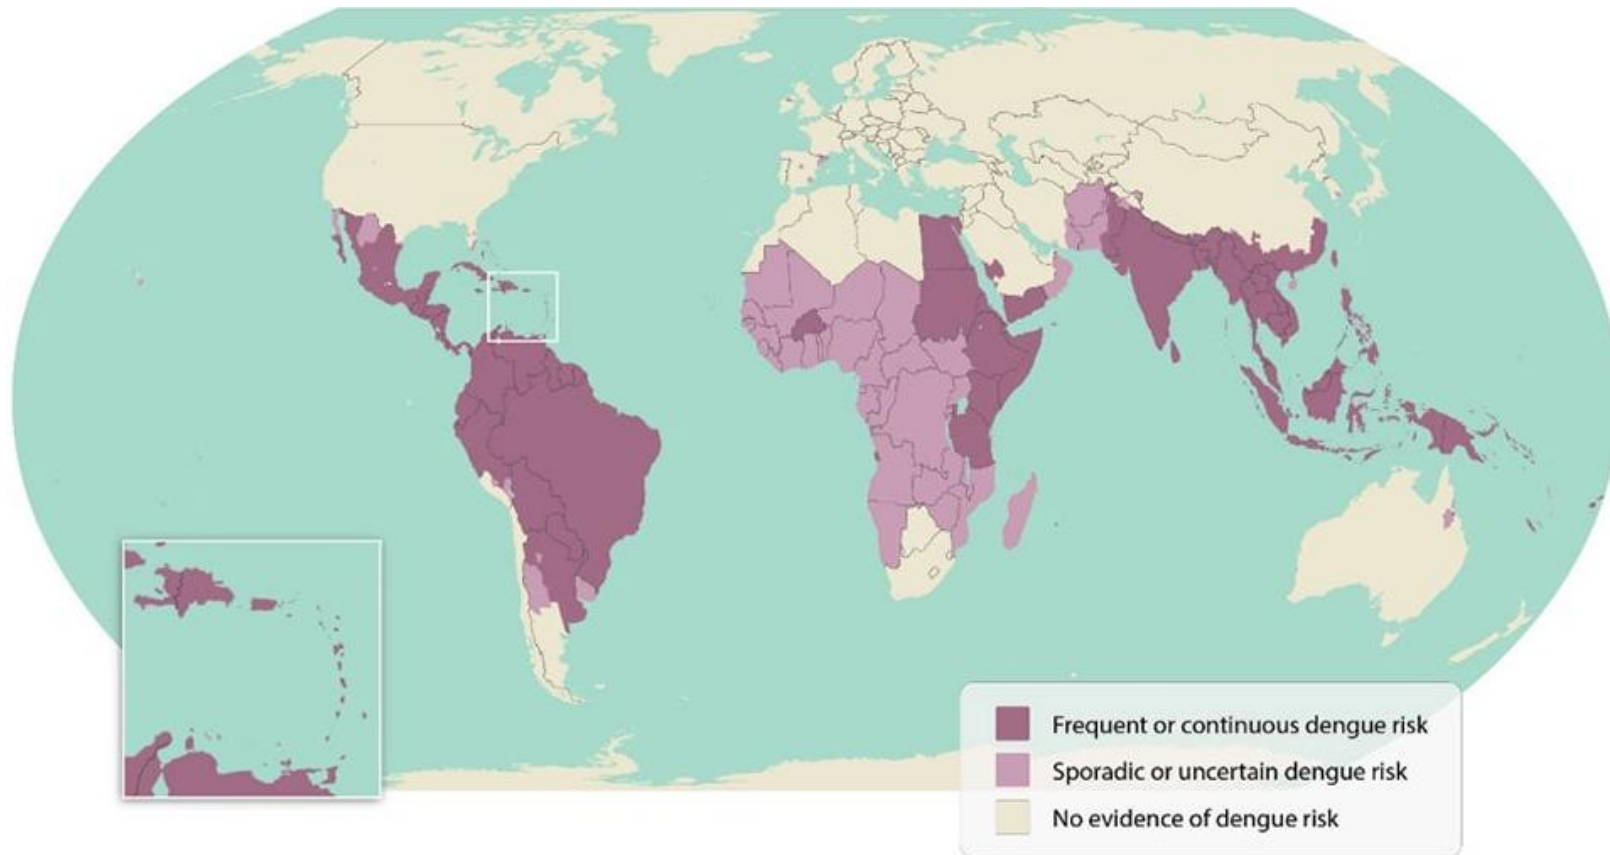 Frequent or continuous dengue risk
Sporadic or uncertain dengue risk
No evidence of dengue risk